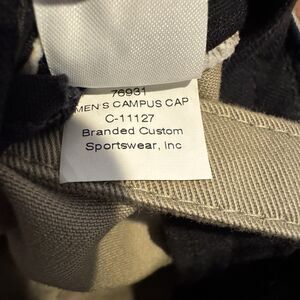 76931
MEN'S CAMPUS CAP
C-11127
Branded Custom
Sportswear, Inc